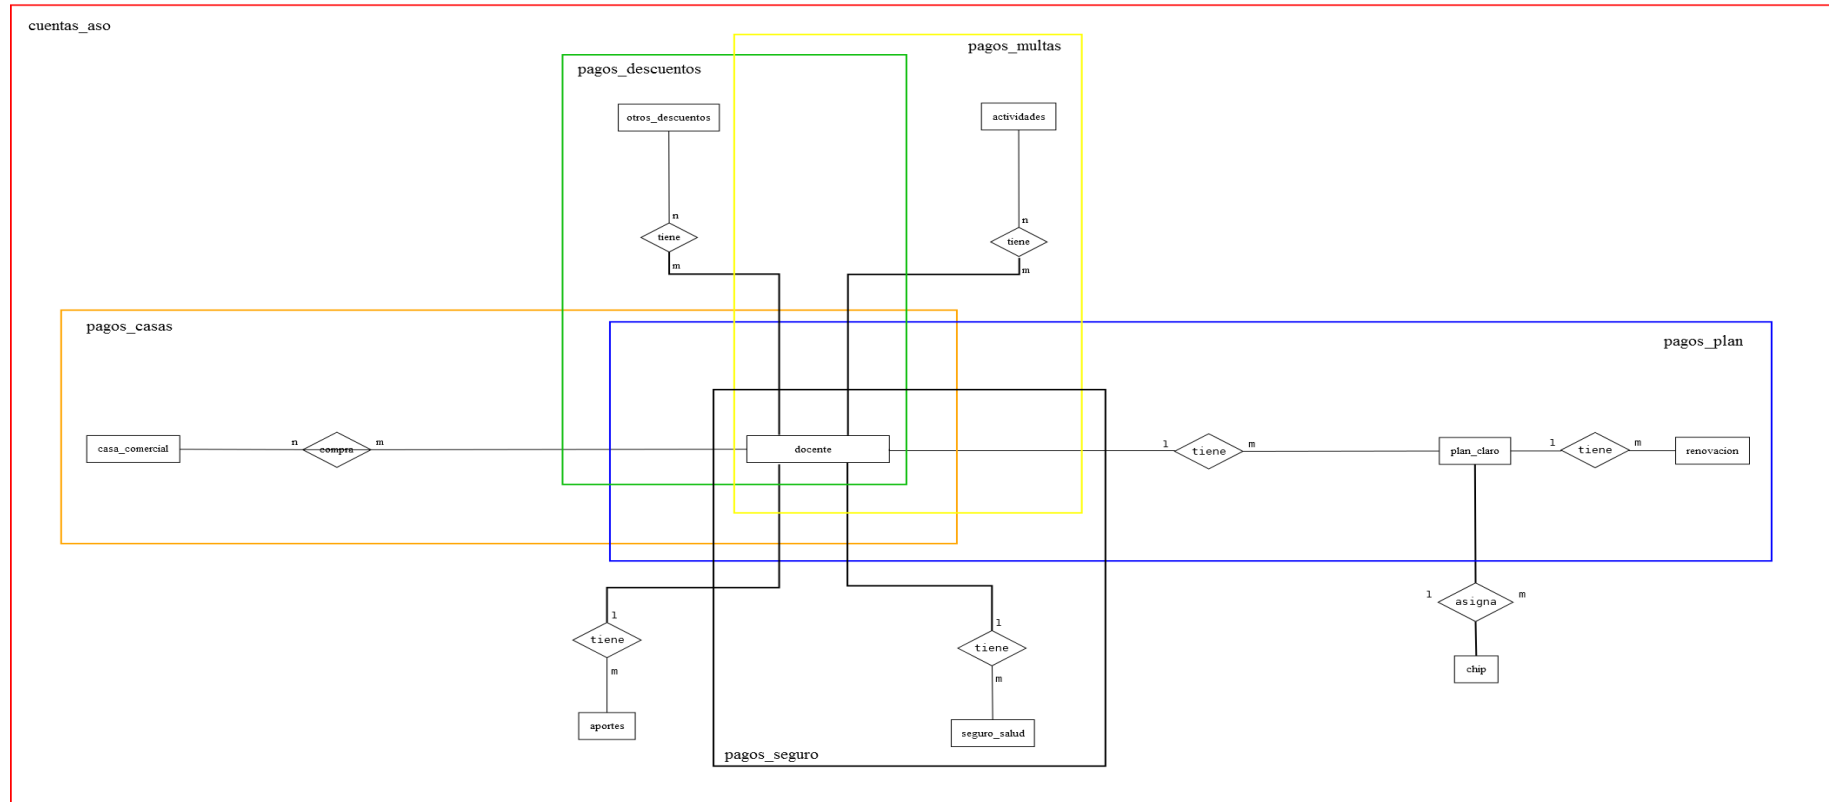 cuentas_aso
pagos_multas
pagos_descuentos
otros_descuentos
actividades
n
tiene
m
n
tiene
m
pagos_casas
pagos_plan
casa_comercial
n
compra
m
docente
1
tiene
m
plan_claro
1
tiene
m
renovacion
1
tiene
m
aportes
1
tiene
m
seguro_salud
1
asigna
m
chip
pagos_seguro